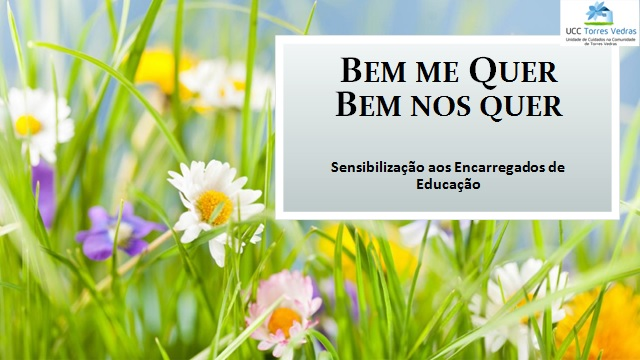 UCC Torres Vedras
Unidade de Cuidados na Comunidade
de Torres Vedras
BEM ME QUER
BEM NOS QUER
Sensibilização aos Encarregados de
Educação